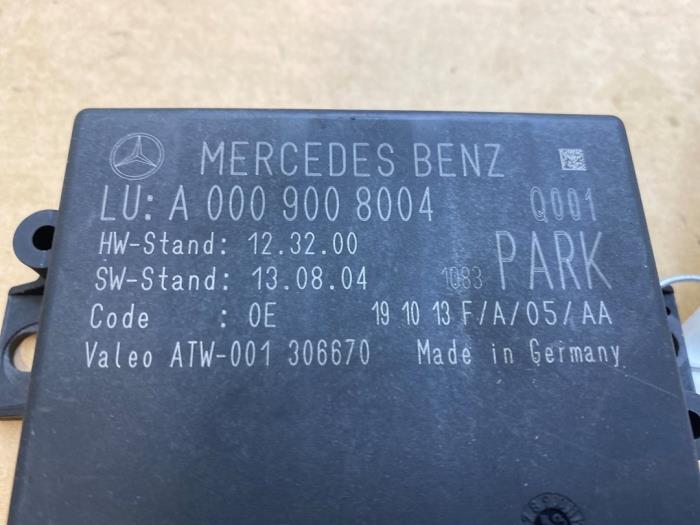 MERCEDES BENZ
LU: A 000 900 8004 Q001
HW-Stand: 12.32.00
SW-Stand: 13.08.04 1083 PARK
Code : 0E 19 10 13 F/A/05/AA
Valeo ATW-001 306670 Made in Germany